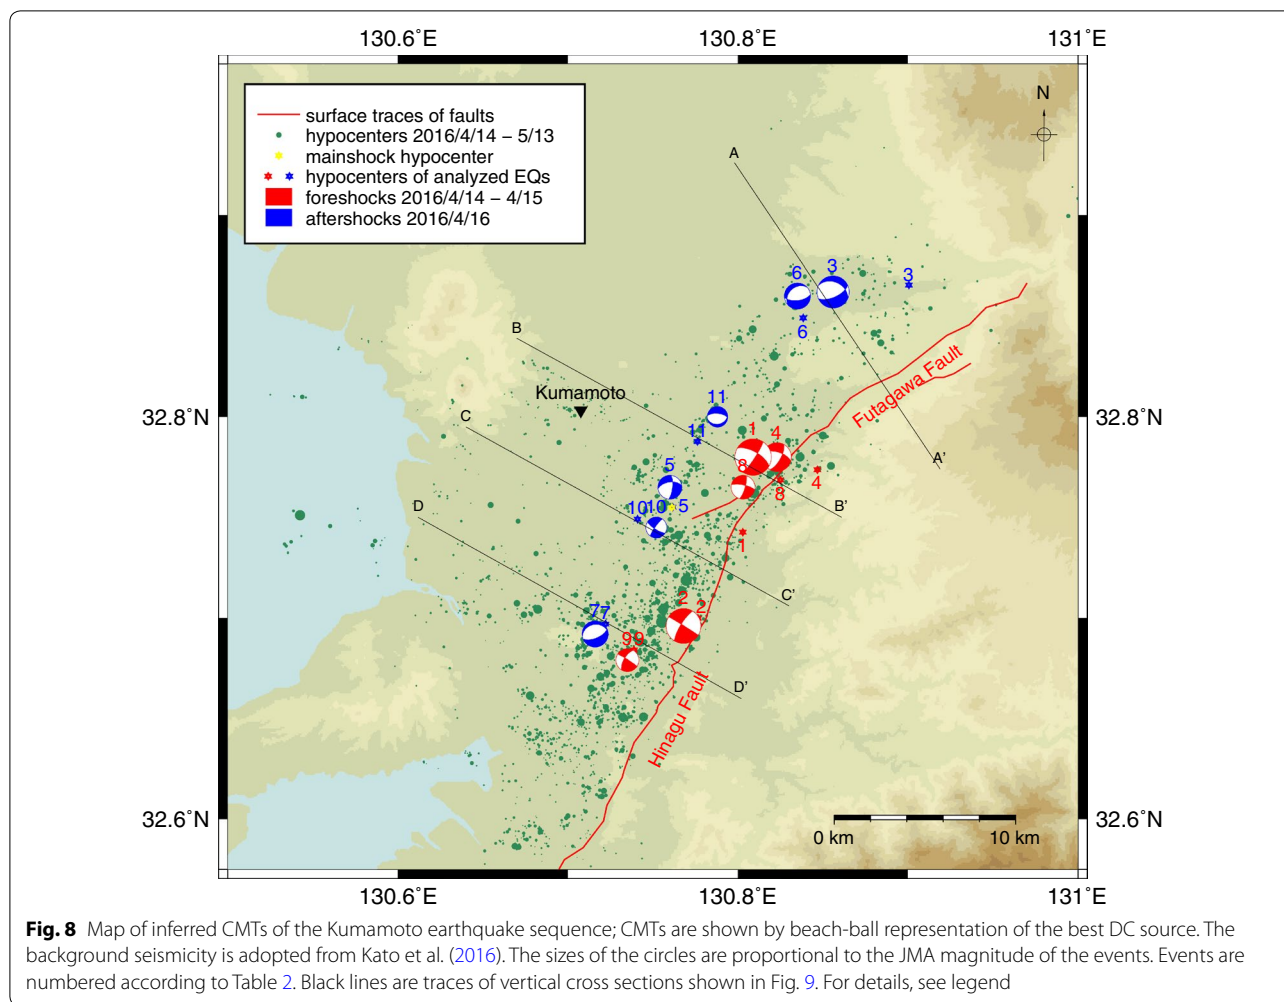 130.6˚E 130.8˚E 131˚E
surface traces of faults
hypocenters 2016/4/14 − 5/13
mainshock hypocenter
hypocenters of analyzed EQs
foreshocks 2016/4/14 − 4/15
aftershocks 2016/4/16
N
A
6 3 3
6
B
Futagawa Fault
Kumamoto
11
32.8˚N 32.8˚N
C
11 1 4
A'
5 8
4
8
D 10 10 5
B'
1
C'
7 7 2 2
9 9
D'
Hinagu Fault
32.6˚N 32.6˚N
0 km 10 km
130.6˚E 130.8˚E 131˚E
Fig. 8 Map of inferred CMTs of the Kumamoto earthquake sequence; CMTs are shown by beach-ball representation of the best DC source. The
background seismicity is adopted from Kato et al. (2016). The sizes of the circles are proportional to the JMA magnitude of the events. Events are
numbered according to Table 2. Black lines are traces of vertical cross sections shown in Fig. 9. For details, see legend